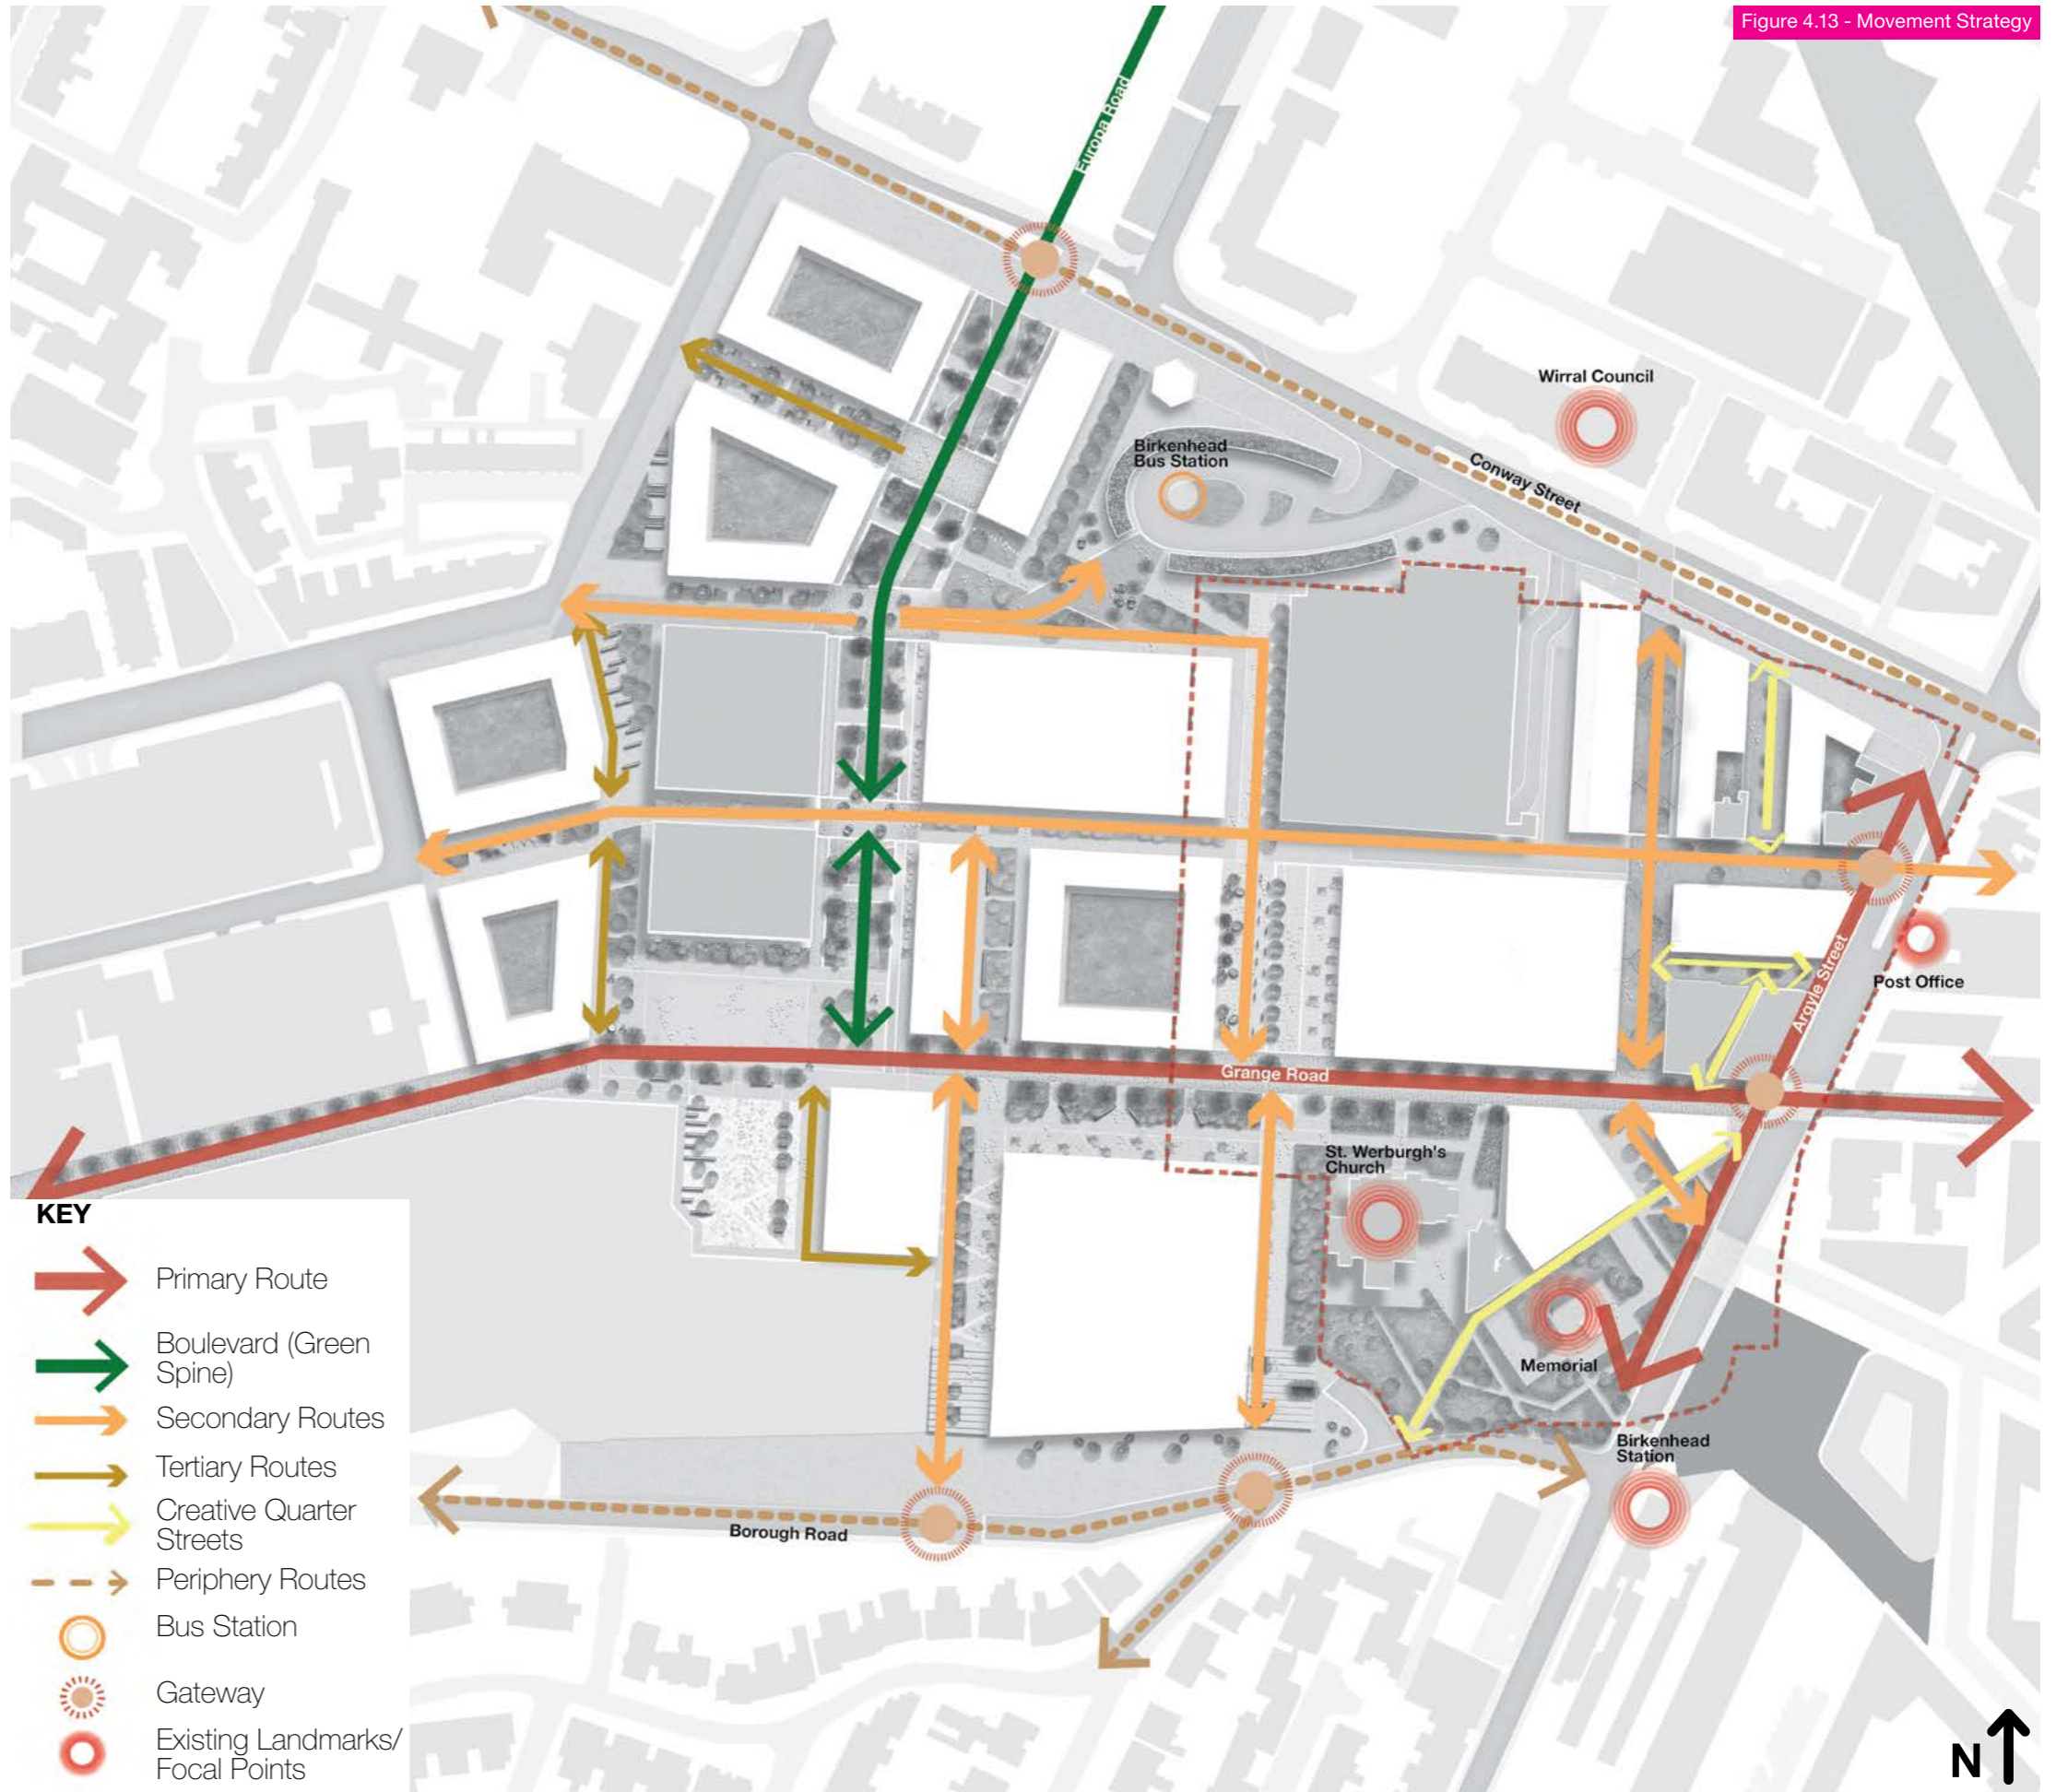 Figure 4.13 - Movement Strategy
Europa Road
Wirral Council
Birkenhead
Bus Station
Conway Street
Argyle Street
Post Office
Grange Road
St. Werburgh's
Church
Memorial
Birkenhead
Station
Borough Road
KEY
Primary Route
Boulevard (Green
Spine)
Secondary Routes
Tertiary Routes
Creative Quarter
Streets
Periphery Routes
Bus Station
Gateway
Existing Landmarks/
Focal Points
N